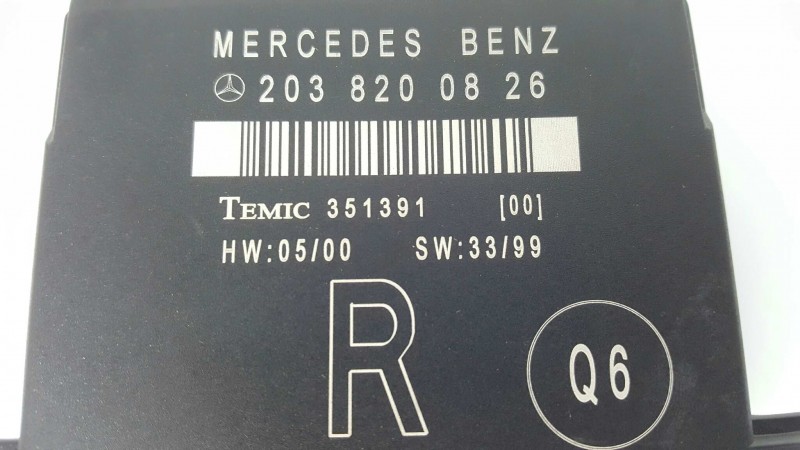 MERCEDES BENZ
203 820 08 26
TEMIC 351391 [00]
HW:05/00 SW:33/99
R
Q6